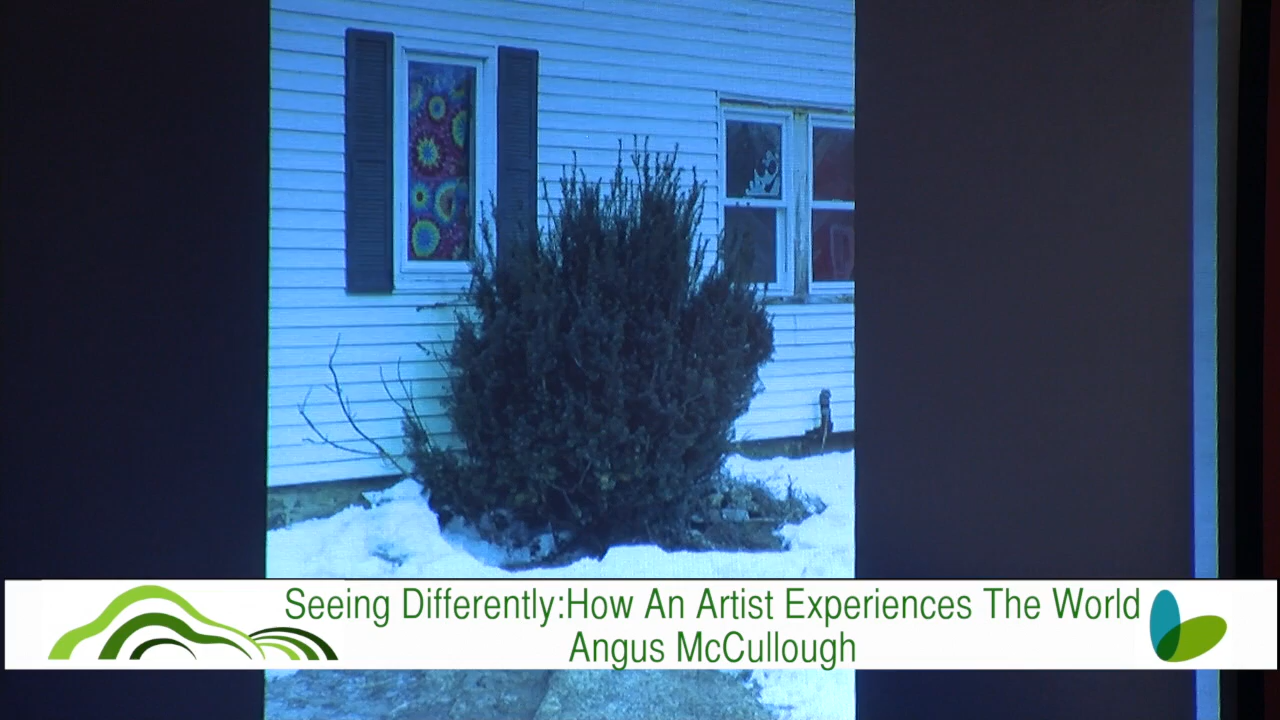 Seeing Differently:How An Artist Experiences The World
Angus McCullough